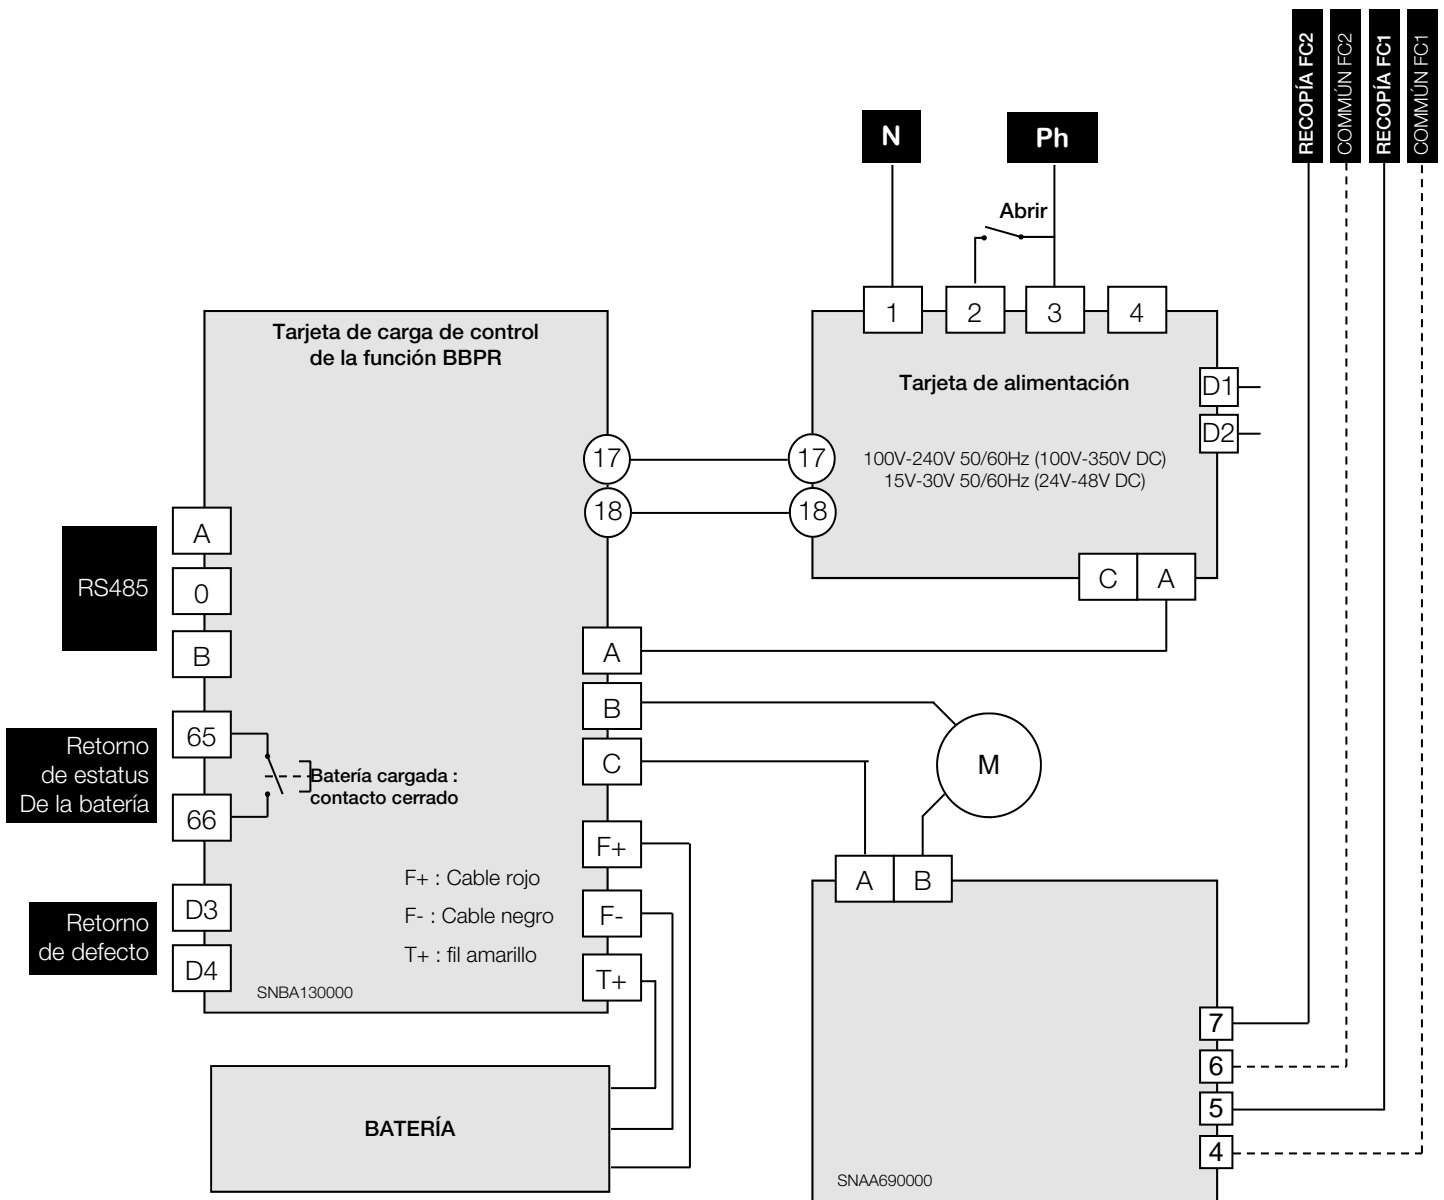 RECOPÍA FC2
COMMÚN FC2
RECOPÍA FC1
COMMÚN FC1
N
Ph
Abrir
1
2
3
4
Tarjeta de carga de control
de la función BBPR
Tarjeta de alimentación
D1
D2
17
17
100V-240V 50/60Hz (100V-350V DC)
15V-30V 50/60Hz (24V-48V DC)
18
18
A
RS485
0
B
C
A
A
B
C
Retorno
de estatus
De la batería
65
66
Batería cargada :
contacto cerrado
M
F+
F-
T+
F+ : Cable rojo
F- : Cable negro
T+ : fil amarillo
A
B
Retorno
de defecto
D3
D4
SNBA130000
7
6
5
4
BATERÍA
SNAA690000